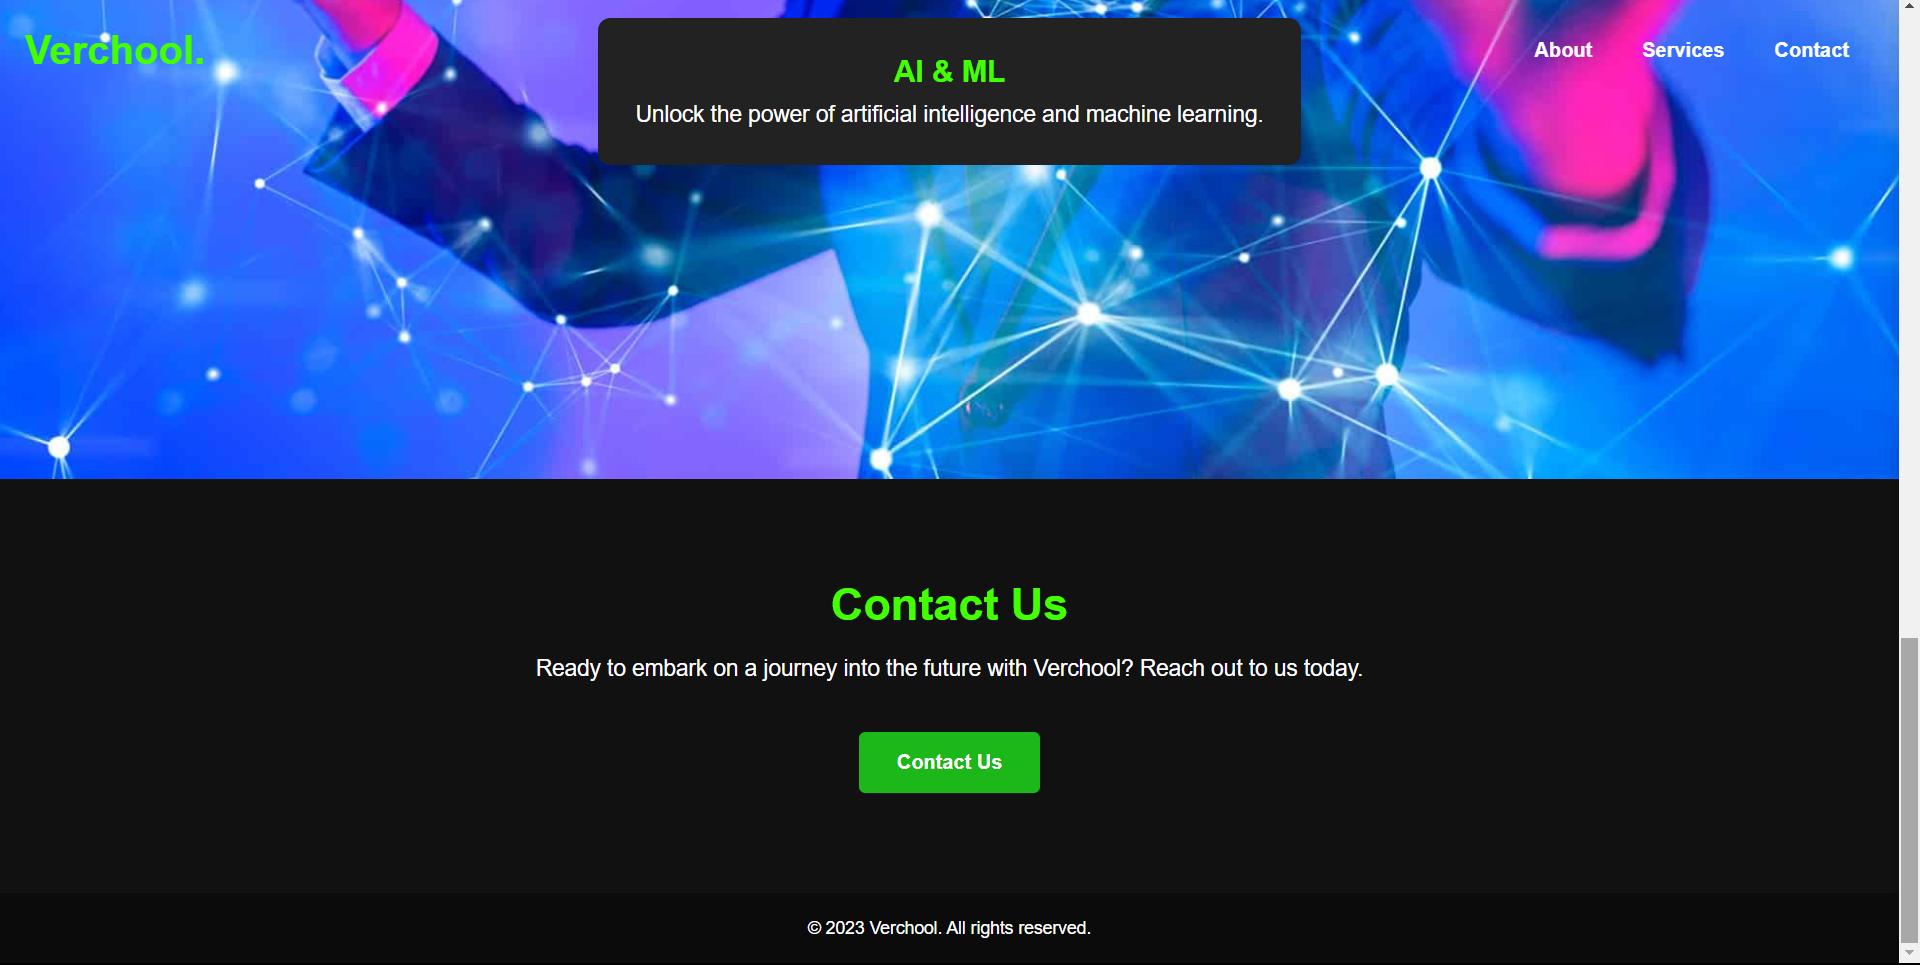 Verchool.
About Services Contact
AI & ML
Unlock the power of artificial intelligence and machine learning.
Contact Us
Ready to embark on a journey into the future with Verchool? Reach out to us today.
Contact Us
© 2023 Verchool. All rights reserved.